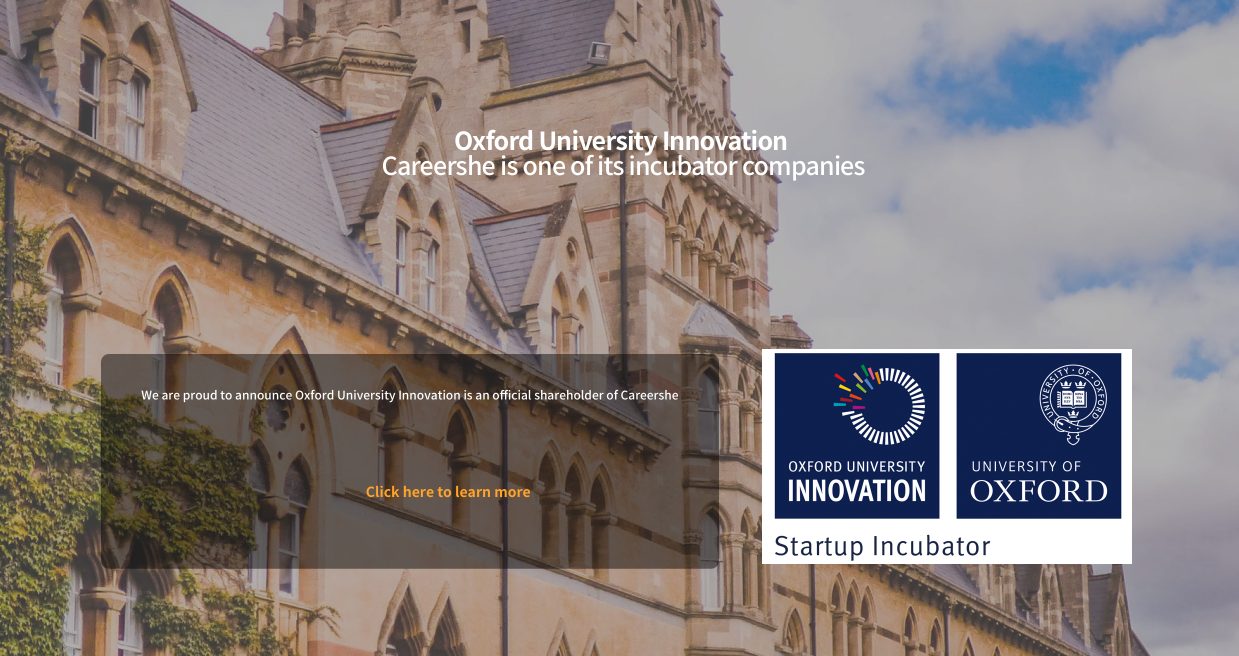 Oxford University Innovation
Careershe is one of its incubator companies
We are proud to announce Oxford University Innovation is an official shareholder of Careershe
Click here to learn more
OXFORD UNIVERSITY
INNOVATION
UNIVERSITY OF
OXFORD
Startup Incubator